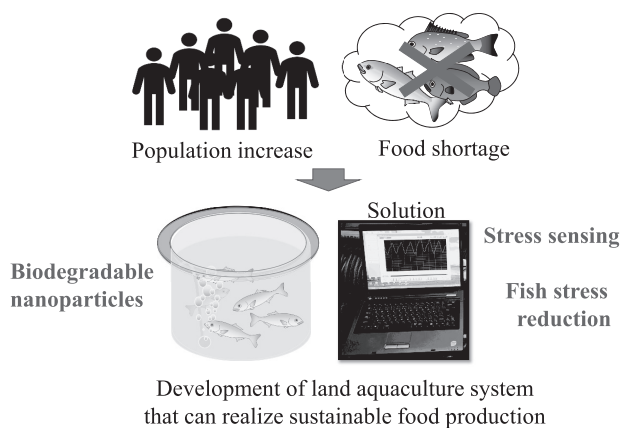 Population increase
Food shortage
Solution
Biodegradable
nanoparticles
Stress sensing
Fish stress
reduction
Development of land aquaculture system
that can realize sustainable food production